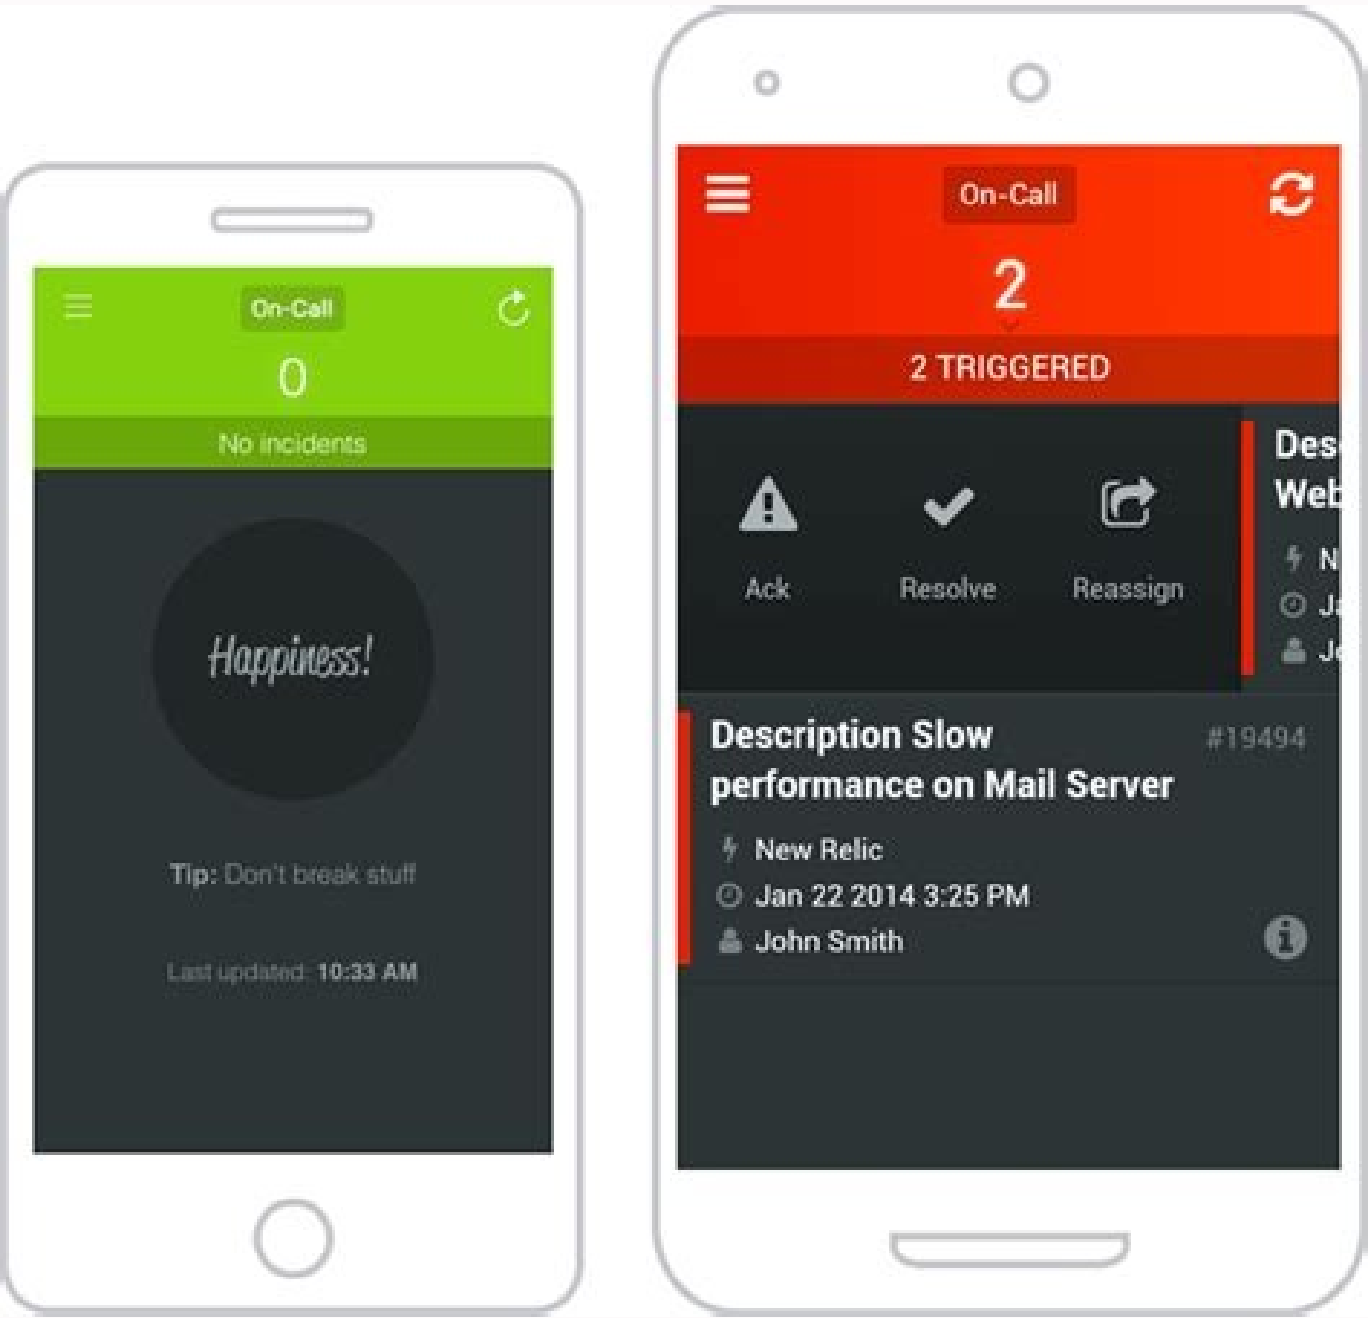 On-Call
0
No incidents
Happiness!
Tip: Don't break stuff
Last updated: 10:33 AM
On-Call
2
2 TRIGGERED
Ack
Resolve
Reassign
Description Slow
performance on Mail Server
#19494
New Relic
Jan 22 2014 3:25 PM
John Smith